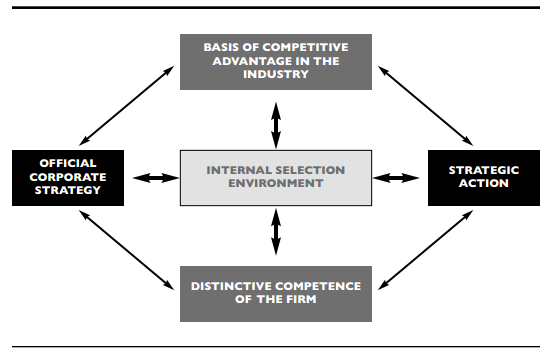 BASIS OF COMPETITIVE
ADVANTAGE IN THE
INDUSTRY
OFFICIAL
CORPORATE
STRATEGY
INTERNAL SELECTION
ENVIRONMENT
STRATEGIC
ACTION
DISTINCTIVE COMPETENCE
OF THE FIRM